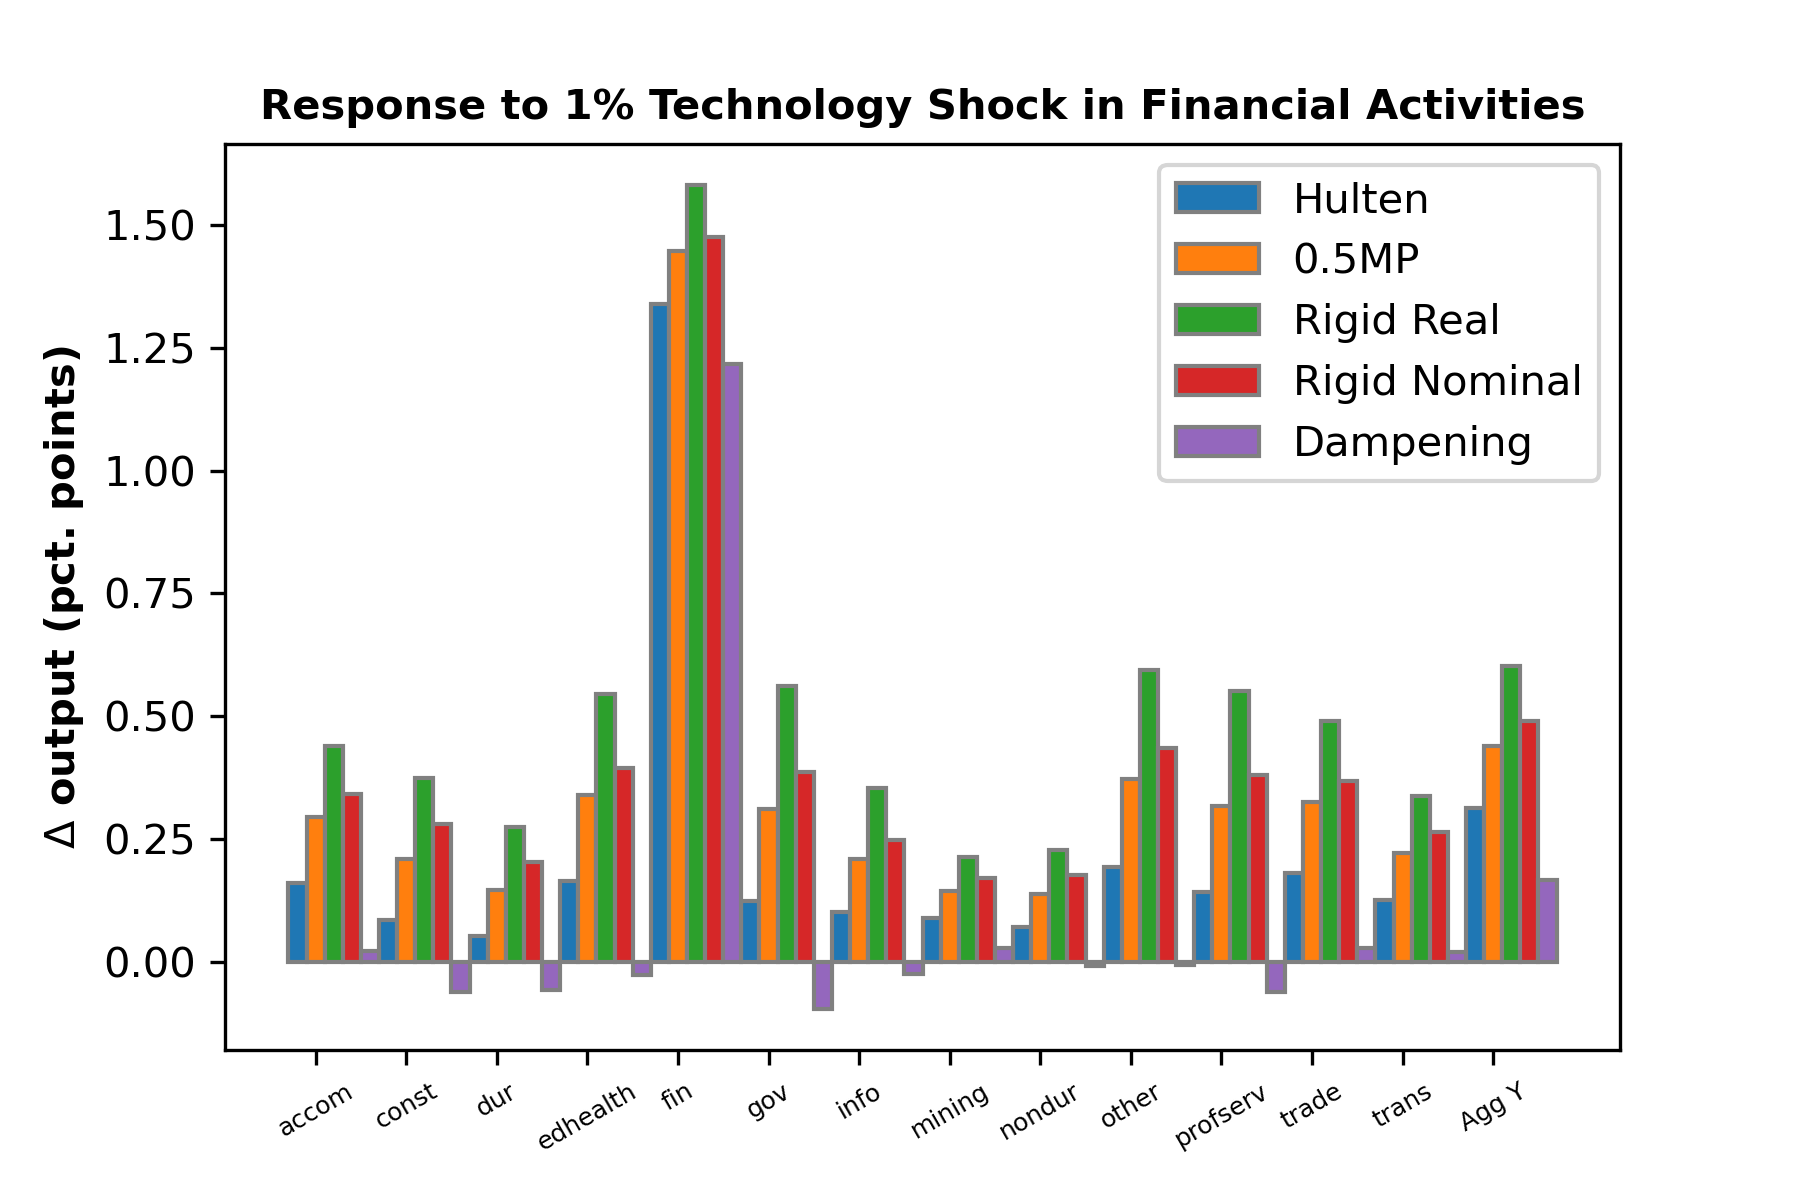 Response to 1% Technology Shock in Financial Activities
Δ output (pct. points)
1.50
1.25
1.00
0.75
0.50
0.25
0.00
Hulten
0.5MP
Rigid Real
Rigid Nominal
Dampening
accom
const
dur
edhealth
fin
gov
info
mining
nondur
other
profserv
trade
trans
Agg Y